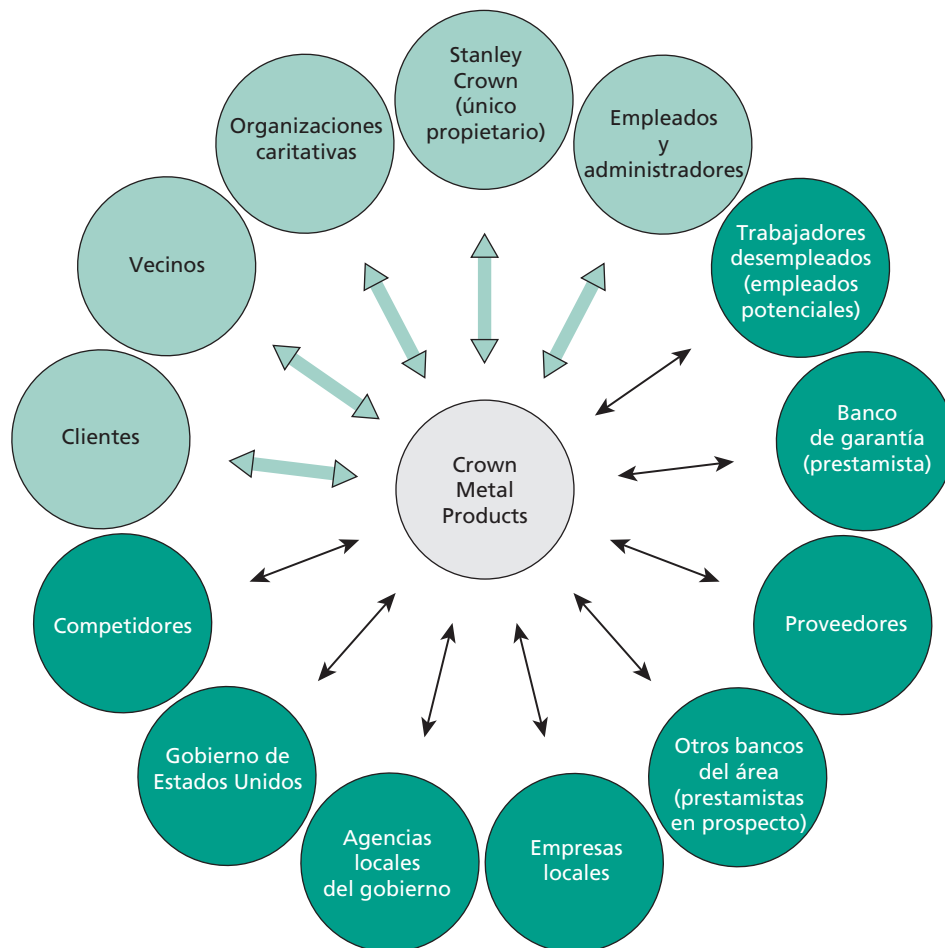 Stanley
Crown
(único
propietario)
Empleados
y
administradores
Trabajadores
desempleados
(empleados
potenciales)
Banco
de garantía
(prestamista)
Proveedores
Otros bancos
del área
(prestamistas
en prospecto)
Empresas
locales
Agencias
locales
del gobierno
Gobierno de
Estados Unidos
Competidores
Clientes
Vecinos
Organizaciones
caritativas
Crown
Metal
Products